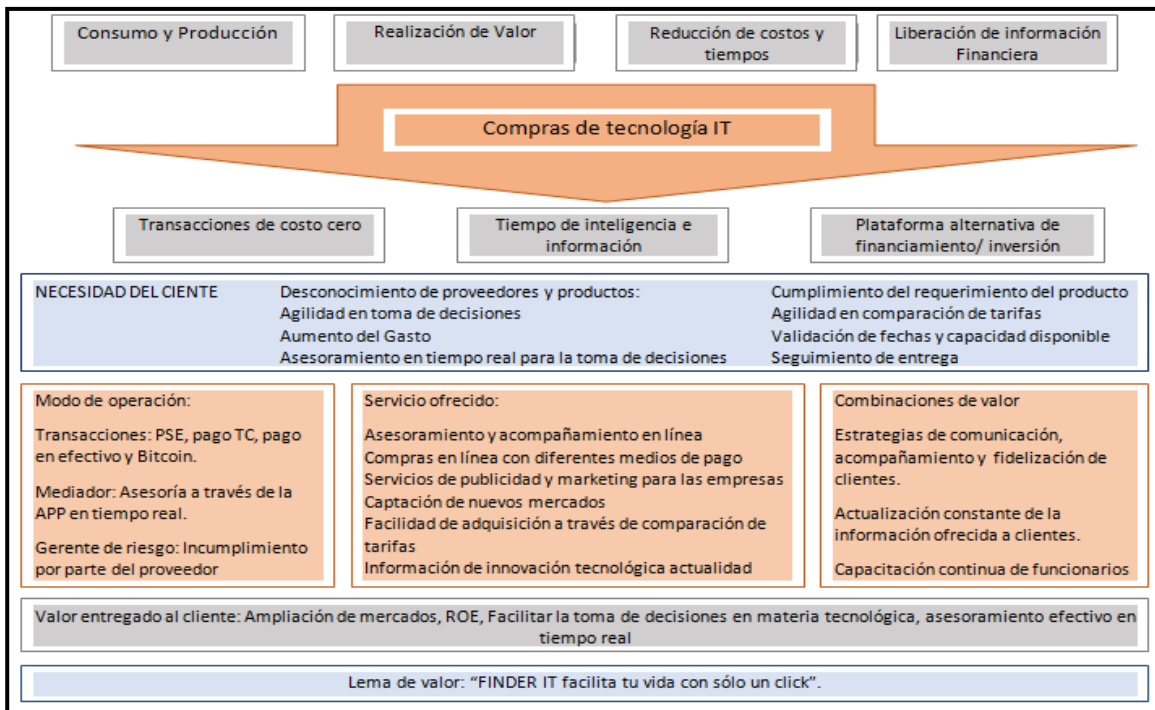 Consumo y Producción
Realización de Valor
Reducción de costos y
tiempos
Liberación de información
Financiera
Compras de tecnología IT
Transacciones de costo cero
Tiempo de inteligencia e
información
Plataforma alternativa de
financiamiento/ inversión
NECESIDAD DEL CIENTE
Desconocimiento de proveedores y productos:
Agilidad en toma de decisiones
Aumento del Gasto
Asesoramiento en tiempo real para la toma de decisiones
Cumplimiento del requerimiento del producto
Agilidad en comparación de tarifas
Validación de fechas y capacidad disponible
Seguimiento de entrega
Modo de operación:
Transacciones: PSE, pago TC, pago
en efectivo y Bitcoin.
Mediador: Asesoría a través de la
APP en tiempo real.
Gerente de riesgo: Incumplimiento
por parte del proveedor
Servicio ofrecido:
Asesoramiento y acompañamiento en línea
Compras en línea con diferentes medios de pago
Servicios de publicidad y marketing para las empresas
Captación de nuevos mercados
Facilidad de adquisición a través de comparación de
tarifas
Información de innovación tecnológica actualidad
Combinaciones de valor
Estrategias de comunicación,
acompañamiento y fidelización de
clientes.
Actualización constante de la
información ofrecida a clientes.
Capacitación continua de funcionarios
Valor entregado al cliente: Ampliación de mercados, ROE, Facilitar la toma de decisiones en materia tecnológica, asesoramiento efectivo en
tiempo real
Lema de valor: “FINDER IT facilita tu vida con sólo un click”.